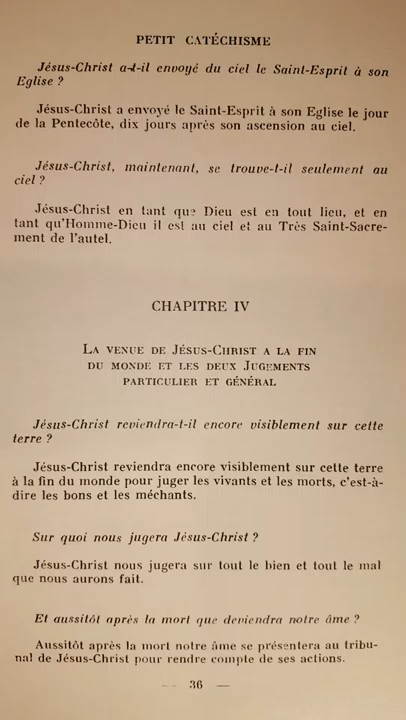 PETIT CATÉCHISME
Jésus-Christ a-t-il envoyé du ciel le Saint-Esprit à son
Eglise ?
Jésus-Christ a envoyé le Saint-Esprit à son Eglise le jour
de la Pentecôte, dix jours après son ascension au ciel.
Jésus-Christ, maintenant, se trouve-t-il seulement au
ciel ?
Jésus-Christ en tant que Dieu est en tout lieu, et en
tant qu'Homme-Dieu il est au ciel et au Très Saint-Sacre-
ment de l'autel.
CHAPITRE IV
La venue de Jésus-Christ a la fin
du monde et les deux Jugements
particulier et général
Jésus-Christ reviendra-t-il encore visiblement sur cette
terre ?
Jésus-Christ reviendra encore visiblement sur cette terre
à la fin du monde pour juger les vivants et les morts, c'est-à-
dire les bons et les méchants.
Sur quoi nous jugera Jésus-Christ ?
Jésus-Christ nous jugera sur tout le bien et tout le mal
que nous aurons fait.
Et aussitôt après la mort que deviendra notre âme ?
Aussitôt après la mort notre âme se présentera au tribu-
nal de Jésus-Christ pour rendre compte de ses actions.
— 36 —